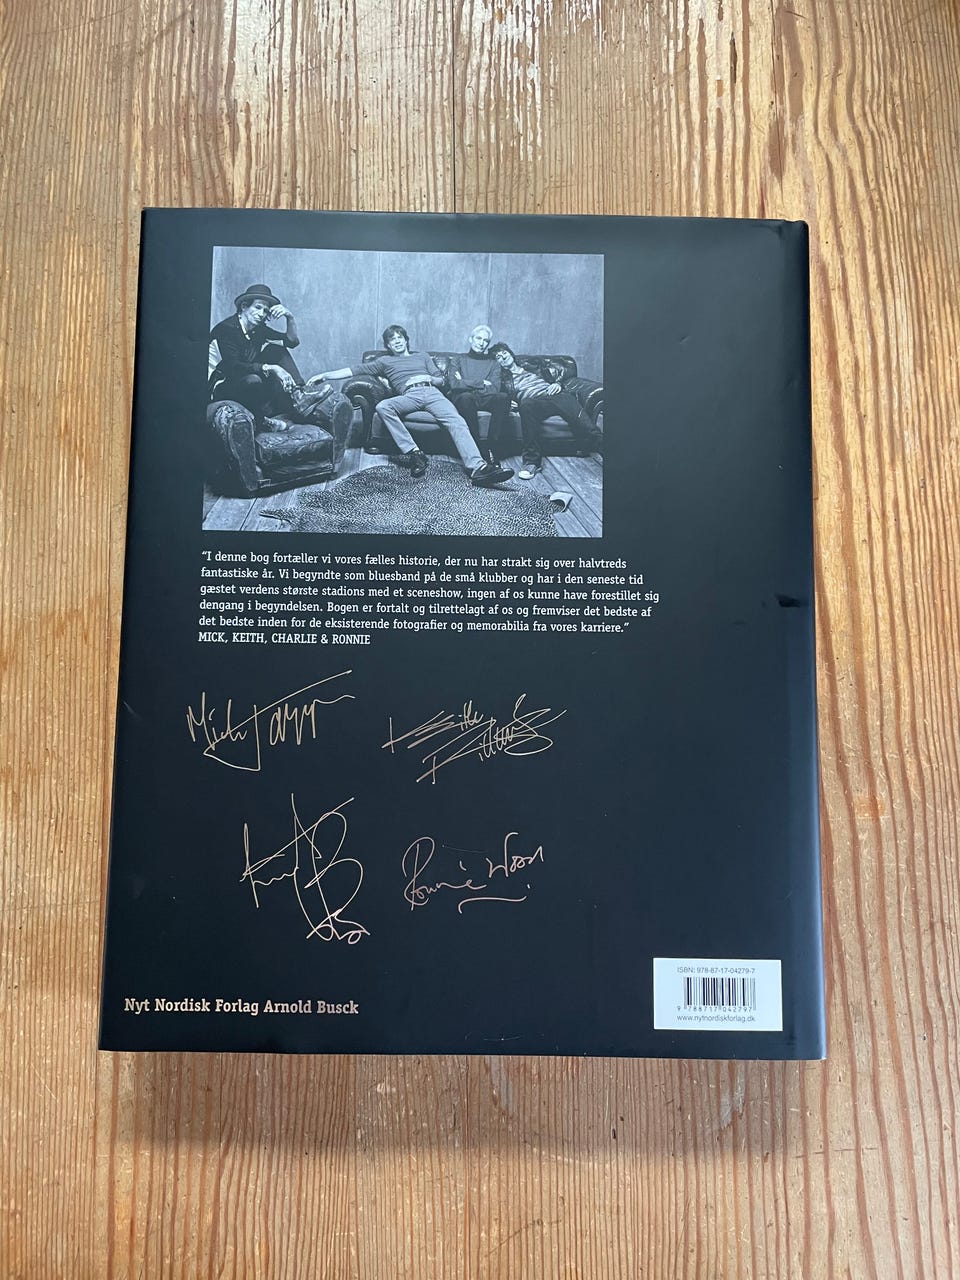 “I denne bog fortæller vi vores fælles historie, der nu har strakt sig over halvtreds
fantastiske år. Vi begyndte som bluesband på de små klubber og har i den seneste tid
gæstet verdens største stadions med et sceneshow, ingen af os kunne have forestillet sig
dengang i begyndelsen. Bogen er fortalt og tilrettelagt af os og fremviser det bedste af
det bedste inden for de eksisterende fotografier og memorabilia fra vores karriere.”
MICK, KEITH, CHARLIE & RONNIE
Ronnie Wood
Nyt Nordisk Forlag Arnold Busck
ISBN: 978-87-17-04279-7
9 788717 042797
www.nytnordiskforlag.dk